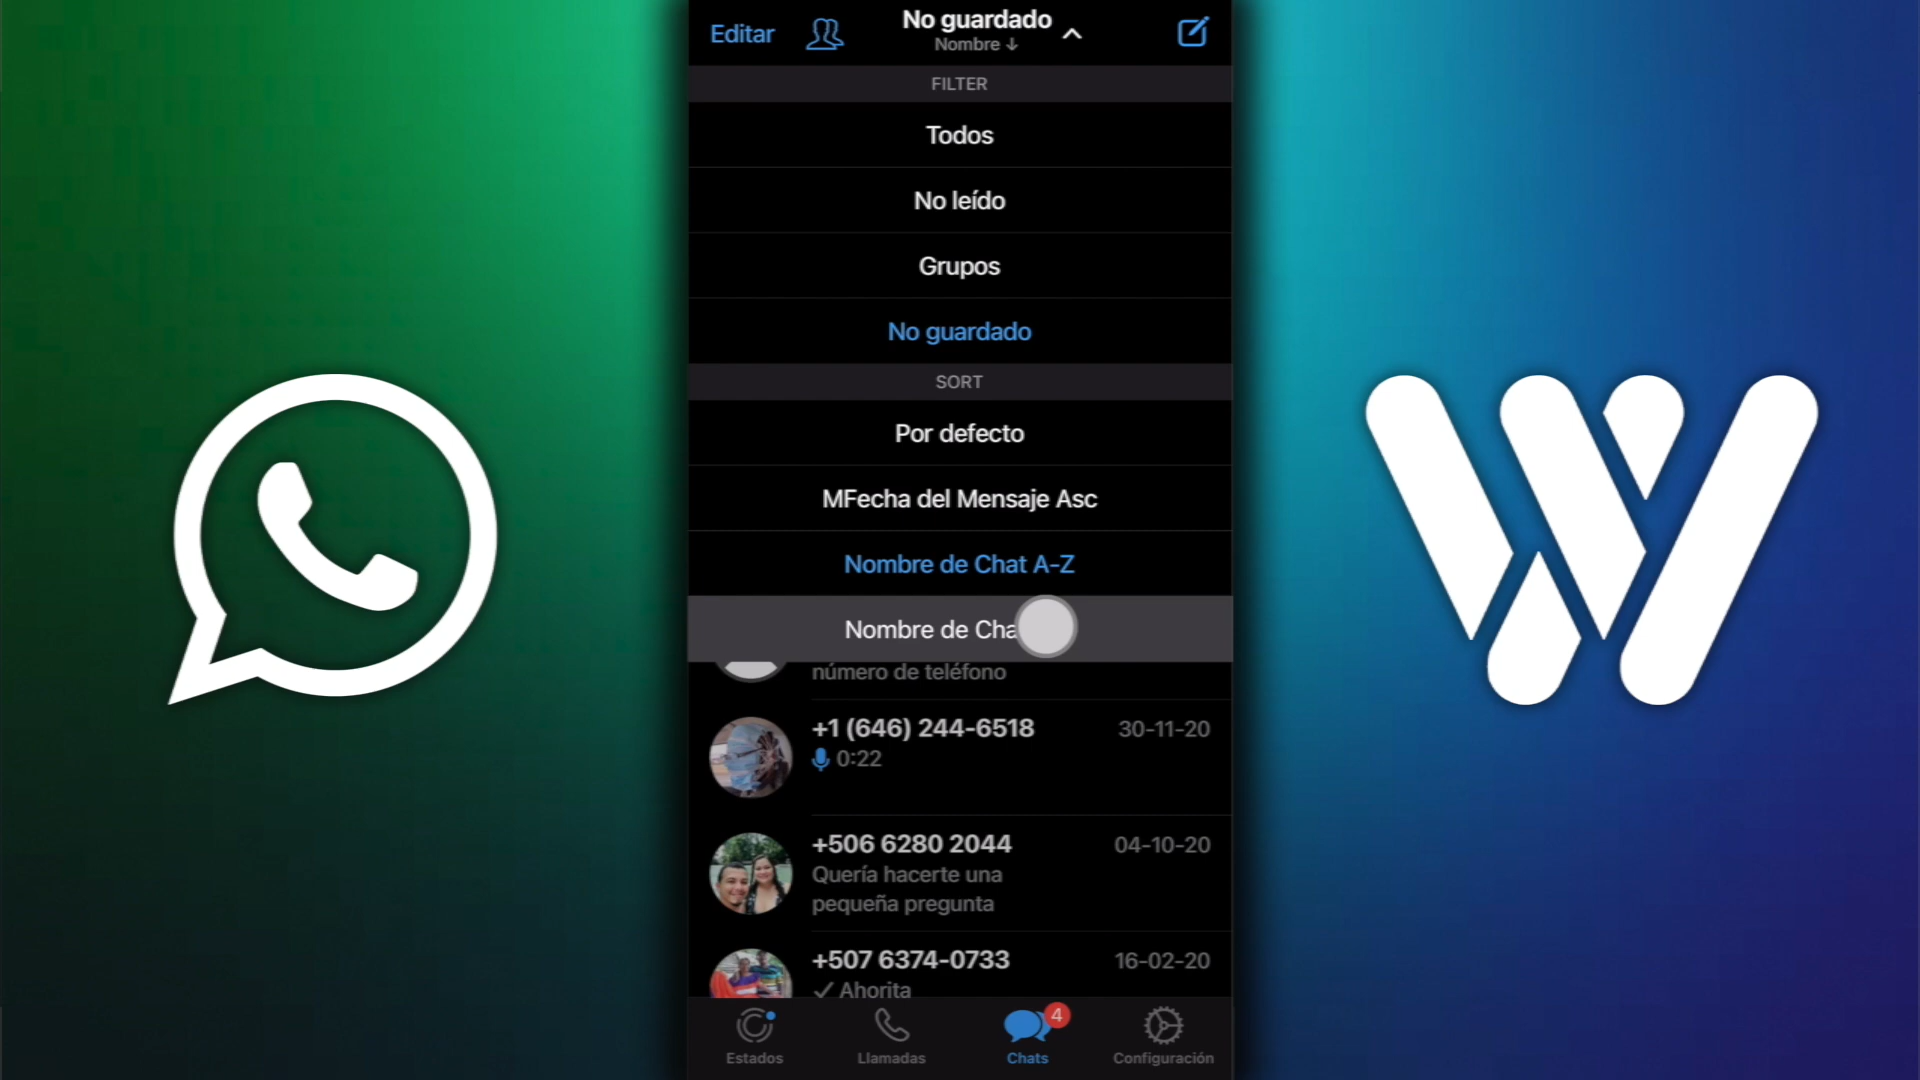 Editar
No guardado
Nombre ↓
FILTER
Todos
No leído
Grupos
No guardado
SORT
Por defecto
MFecha del Mensaje Asc
Nombre de Chat A-Z
Nombre de Cha
número de teléfono
+1 (646) 244-6518
30-11-20
0:22
+506 6280 2044
04-10-20
Quería hacerte una
pequeña pregunta
+507 6374-0733
16-02-20
✓ Ahorita
4
Estados
Llamadas
Chats
Configuración